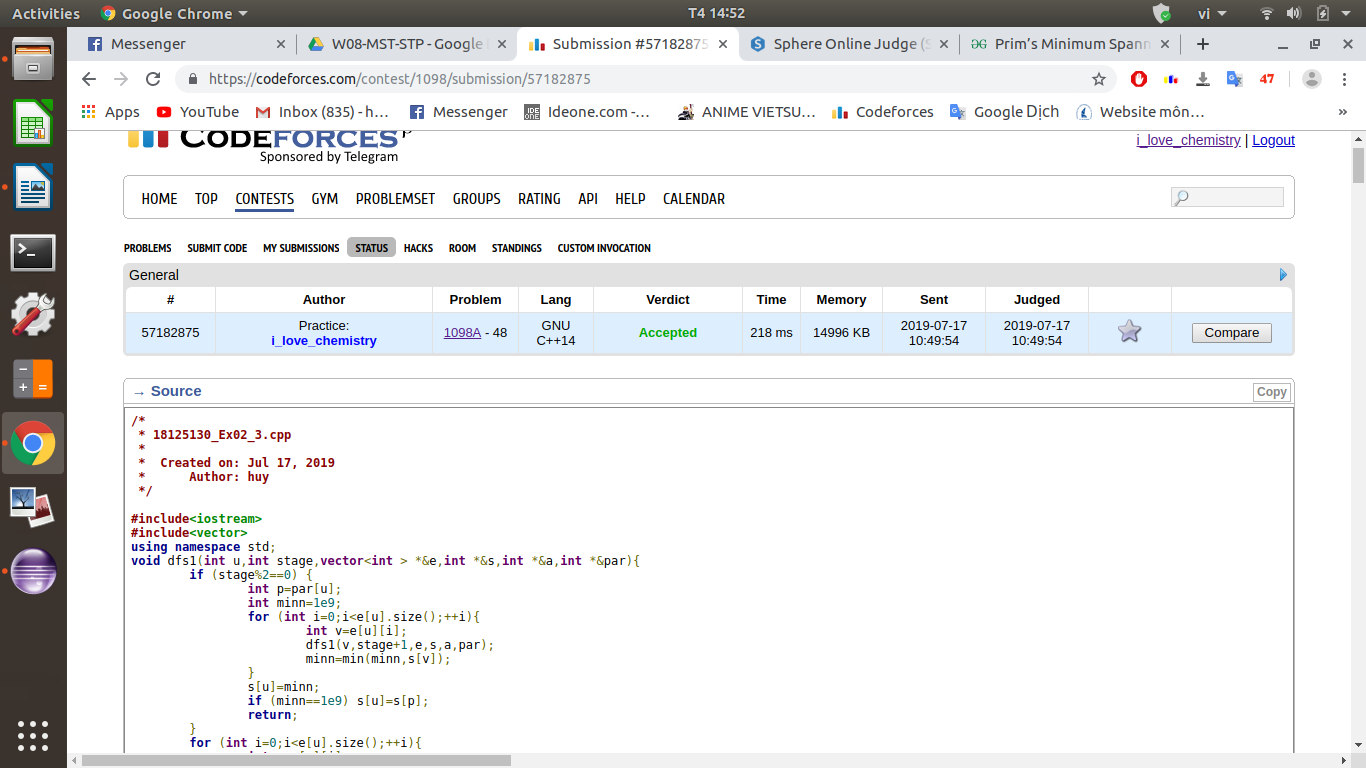 Activities Google Chrome T4 14:52 vi
Messenger W08-MST-STP - Google Submission #57182875 Sphere Online Judge (S Prim's Minimum Spann
https://codeforces.com/contest/1098/submission/57182875 47
Apps YouTube Inbox (835) - h... Messenger Ideone.com -... ANIME VIETSU... Codeforces Google Dịch Website môn... »
CODEFORCES
Sponsored by Telegram
i_love_chemistry | Logout
HOME TOP CONTESTS GYM PROBLEMSET GROUPS RATING API HELP CALENDAR
PROBLEMS SUBMIT CODE MY SUBMISSIONS STATUS HACKS ROOM STANDINGS CUSTOM INVOCATION
General
# Author Problem Lang Verdict Time Memory Sent Judged
57182875 Practice: i_love_chemistry 1098A - 48 GNU C++14 Accepted 218 ms 14996 KB 2019-07-17 10:49:54 2019-07-17 10:49:54 Compare
→ Source Copy
/*
* 18125130_Ex02_3.cpp
*
* Created on: Jul 17, 2019
* Author: huy
*/
#include<iostream>
#include<vector>
using namespace std;
void dfs1(int u,int stage,vector<int > *&e,int *&s,int *&a,int *&par){
if (stage%2==0) {
int p=par[u];
int minn=1e9;
for (int i=0;i<e[u].size();++i){
int v=e[u][i];
dfs1(v,stage+1,e,s,a,par);
minn=min(minn,s[v]);
}
s[u]=minn;
if (minn==1e9) s[u]=s[p];
return;
}
for (int i=0;i<e[u].size();++i){